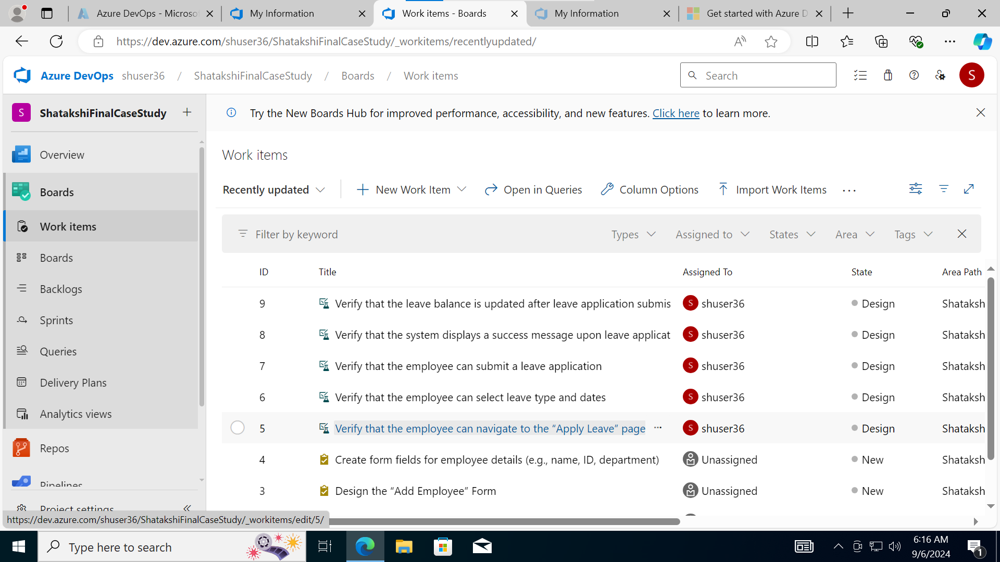 Azure DevOps - Microso
My Information
Work items - Boards
My Information
Get started with Azure D
https://dev.azure.com/shuser36/ShatakshiFinalCaseStudy/_workitems/recentlyupdated/
Azure DevOps shuser36 / ShatakshiFinalCaseStudy / Boards / Work items
Search
S
S ShatakshiFinalCaseStudy
Try the New Boards Hub for improved performance, accessibility, and new features. Click here to learn more.
Overview
Boards
Work items
Boards
Backlogs
Sprints
Queries
Delivery Plans
Analytics views
Repos
Pipelines
Project settings
Work items
Recently updated New Work Item Open in Queries Column Options Import Work Items
Filter by keyword Types Assigned to States Area Tags
ID Title Assigned To State Area Path
9 Verify that the leave balance is updated after leave application submis S shuser36 Design Shataksh
8 Verify that the system displays a success message upon leave applicat S shuser36 Design Shataksh
7 Verify that the employee can submit a leave application S shuser36 Design Shataksh
6 Verify that the employee can select leave type and dates S shuser36 Design Shataksh
5 Verify that the employee can navigate to the “Apply Leave” page S shuser36 Design Shataksh
4 Create form fields for employee details (e.g., name, ID, department) Unassigned New Shataksh
3 Design the “Add Employee” Form Unassigned New Shataksh
https://dev.azure.com/shuser36/ShatakshiFinalCaseStudy/_workitems/edit/5/
Type here to search
6:16 AM
9/6/2024
1